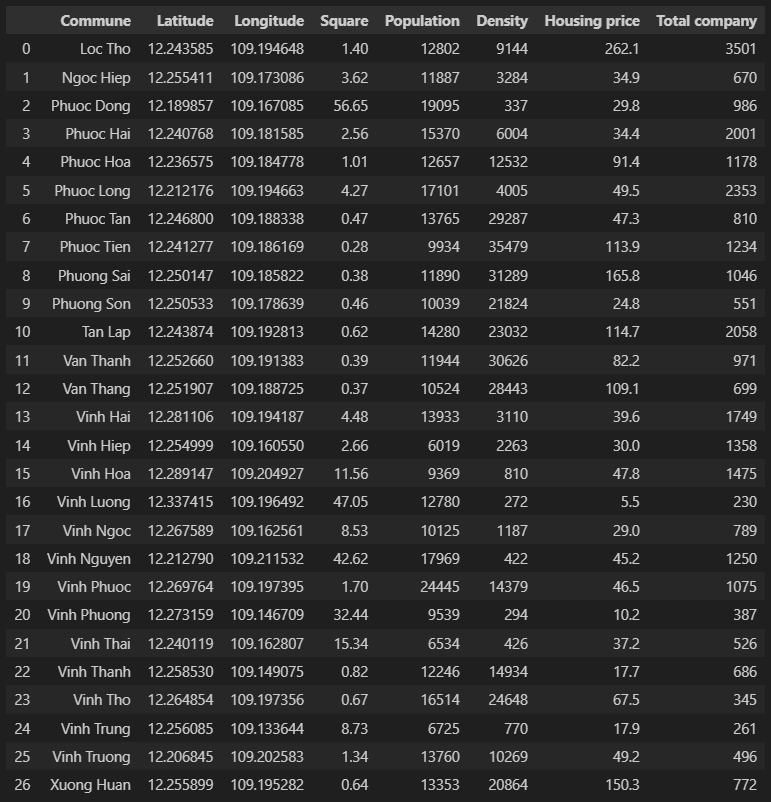 Commune Latitude Longitude Square Population Density Housing price Total company
0 Loc Tho 12.243585 109.194648 1.40 12802 9144 262.1 3501
1 Ngoc Hiep 12.255411 109.173086 3.62 11887 3284 34.9 670
2 Phuoc Dong 12.189857 109.167085 56.65 19095 337 29.8 986
3 Phuoc Hai 12.240768 109.181585 2.56 15370 6004 34.4 2001
4 Phuoc Hoa 12.236575 109.184778 1.01 12657 12532 91.4 1178
5 Phuoc Long 12.212176 109.194663 4.27 17101 4005 49.5 2353
6 Phuoc Tan 12.246800 109.188338 0.47 13765 29287 47.3 810
7 Phuoc Tien 12.241277 109.186169 0.28 9934 35479 113.9 1234
8 Phuong Sai 12.250147 109.185822 0.38 11890 31289 165.8 1046
9 Phuong Son 12.250533 109.178639 0.46 10039 21824 24.8 551
10 Tan Lap 12.243874 109.192813 0.62 14280 23032 114.7 2058
11 Van Thanh 12.252660 109.191383 0.39 11944 30626 82.2 971
12 Van Thang 12.251907 109.188725 0.37 10524 28443 109.1 699
13 Vinh Hai 12.281106 109.194187 4.48 13933 3110 39.6 1749
14 Vinh Hiep 12.254999 109.160550 2.66 6019 2263 30.0 1358
15 Vinh Hoa 12.289147 109.204927 11.56 9369 810 47.8 1475
16 Vinh Luong 12.337415 109.196492 47.05 12780 272 5.5 230
17 Vinh Ngoc 12.267589 109.162561 8.53 10125 1187 29.0 789
18 Vinh Nguyen 12.212790 109.211532 42.62 17969 422 45.2 1250
19 Vinh Phuoc 12.269764 109.197395 1.70 24445 14379 46.5 1075
20 Vinh Phuong 12.273159 109.146709 32.44 9539 294 10.2 387
21 Vinh Thai 12.240119 109.162807 15.34 6534 426 37.2 526
22 Vinh Thanh 12.258530 109.149075 0.82 12246 14934 17.7 686
23 Vinh Tho 12.264854 109.197356 0.67 16514 24648 67.5 345
24 Vinh Trung 12.256085 109.133644 8.73 6725 770 17.9 261
25 Vinh Truong 12.206845 109.202583 1.34 13760 10269 49.2 496
26 Xuong Huan 12.255899 109.195282 0.64 13353 20864 150.3 772